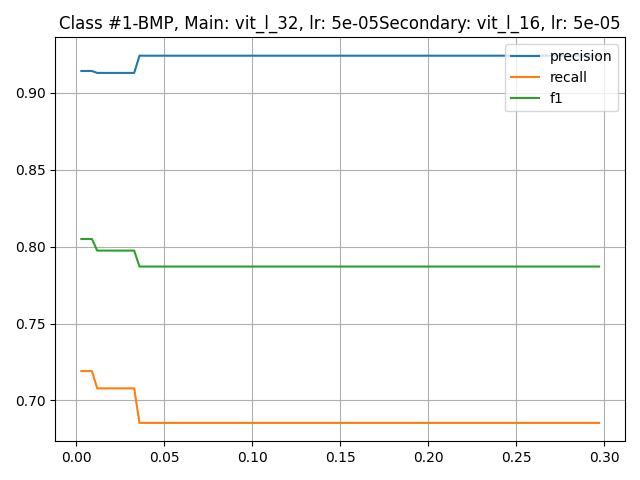 Class #1-BMP, Main: vit_l_32, lr: 5e-05Secondary: vit_l_16, lr: 5e-05
precision
recall
f1
0.90
0.85
0.80
0.75
0.70
0.00 0.05 0.10 0.15 0.20 0.25 0.30